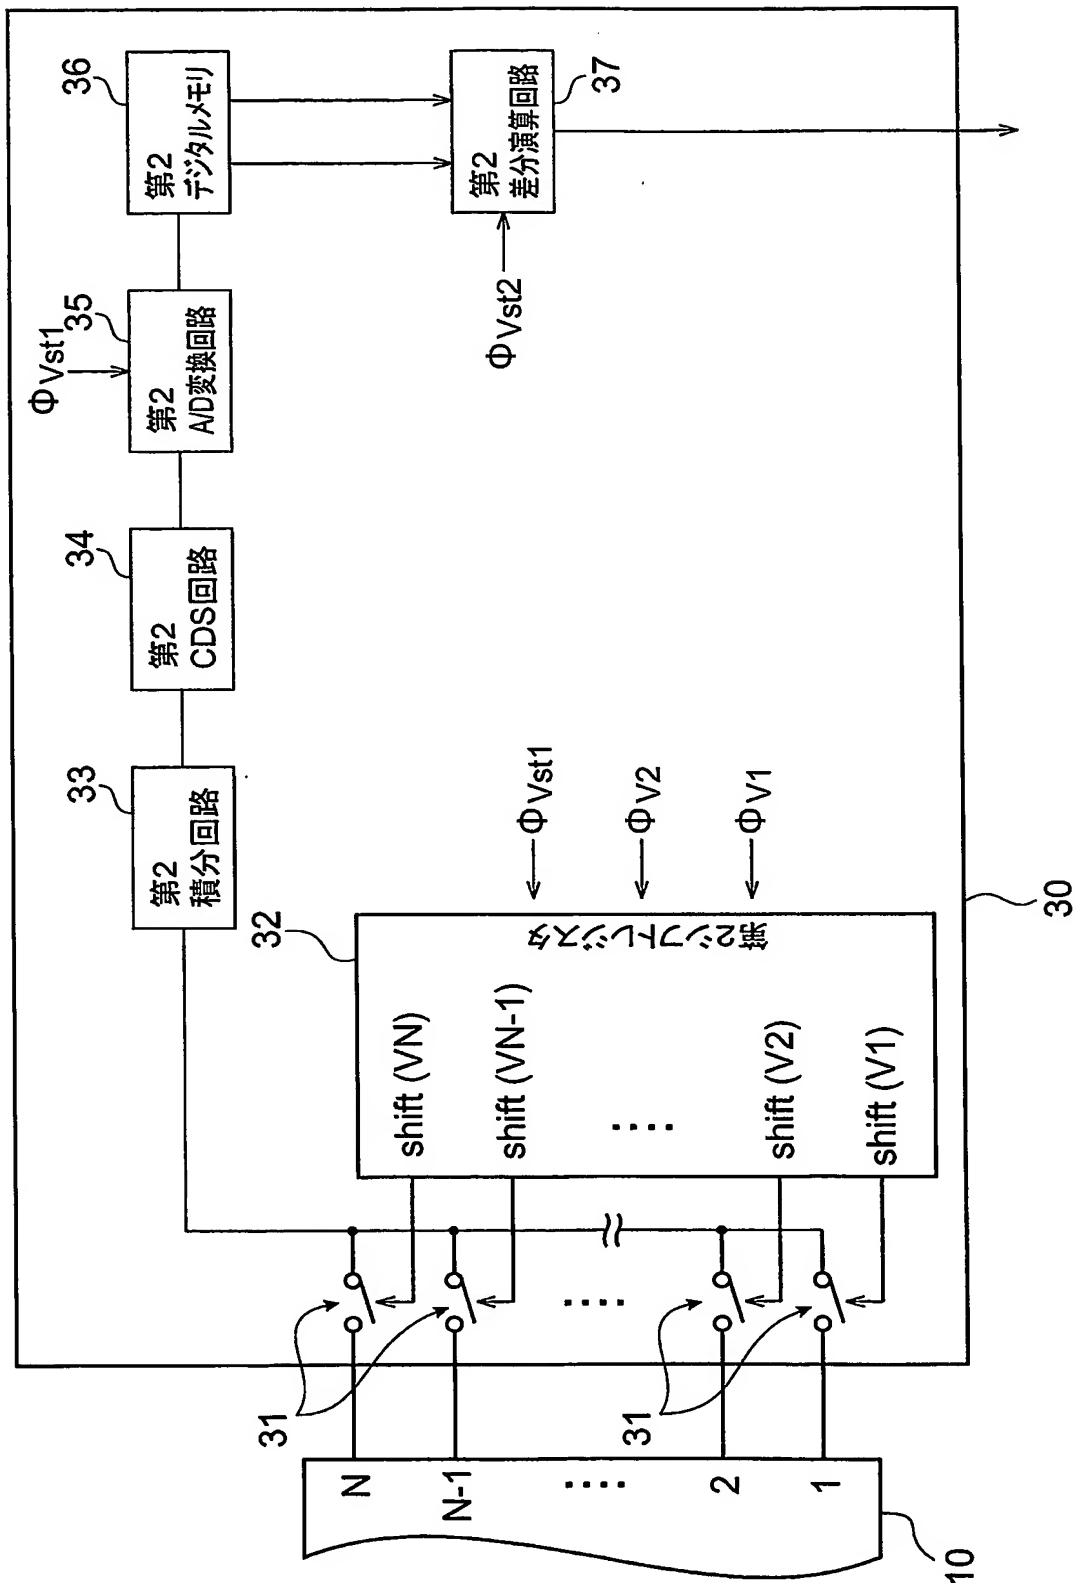 36
第2
デジタルメモリ
37
第2
差分演算回路
ΦVst2
ΦVst1
35
第2
A/D変換回路
34
第2
CDS回路
33
第2
積分回路
32
第2シフトレジスタ
ΦVst1
ΦV2
ΦV1
shift (VN)
shift (VN-1)
shift (V2)
shift (V1)
30
31
31
N
N-1
2
1
10